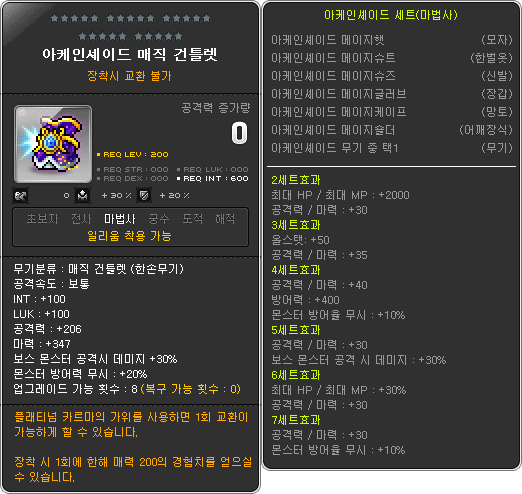 아케인셰이드 매직 건틀렛
장착시 교환 불가
공격력 증가량
0
REQ LEV : 200
REQ STR : 000
REQ LUK : 000
REQ DEX : 000
REQ INT : 600
0
+ 30 %
+ 20 %
초보자 전사 마법사 궁수 도적 해적
일리움 착용 가능
무기분류 : 매직 건틀렛 (한손무기)
공격속도 : 보통
INT : +100
LUK : +100
공격력 : +206
마력 : +347
보스 몬스터 공격시 데미지 +30%
몬스터 방어력 무시 : +20%
업그레이드 가능 횟수 : 8 (복구 가능 횟수 : 0)
플래티넘 카르마의 가위를 사용하면 1회 교환이
가능하게 할 수 있습니다.
장착 시 1회에 한해 매력 200의 경험치를 얻으실
수 있습니다.
아케인셰이드 세트(마법사)
아케인셰이드 메이지햇 (모자)
아케인셰이드 메이지슈트 (한벌옷)
아케인셰이드 메이지슈즈 (신발)
아케인셰이드 메이지글러브 (장갑)
아케인셰이드 메이지케이프 (망토)
아케인셰이드 메이지숄더 (어깨장식)
아케인셰이드 무기 중 택1 (무기)
2세트효과
최대 HP / 최대 MP : +2000
공격력 / 마력 : +30
3세트효과
올스탯: +50
공격력 / 마력 : +35
4세트효과
공격력 / 마력 : +40
방어력 : +400
몬스터 방어율 무시 : +10%
5세트효과
공격력 / 마력 : +30
보스 몬스터 공격 시 데미지 : +30%
6세트효과
최대 HP / 최대 MP : +30%
공격력 / 마력 : +30
7세트효과
공격력 / 마력 : +30
몬스터 방어율 무시 : +10%